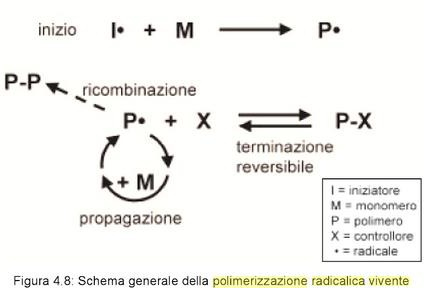 inizio I• + M P•
P-P ricombinazione
P• + X P-X
terminazione
reversibile
+ M
propagazione
I = iniziatore
M = monomero
P = polimero
X = controllore
• = radicale
Figura 4.8: Schema generale della polimerizzazione radicalica vivente